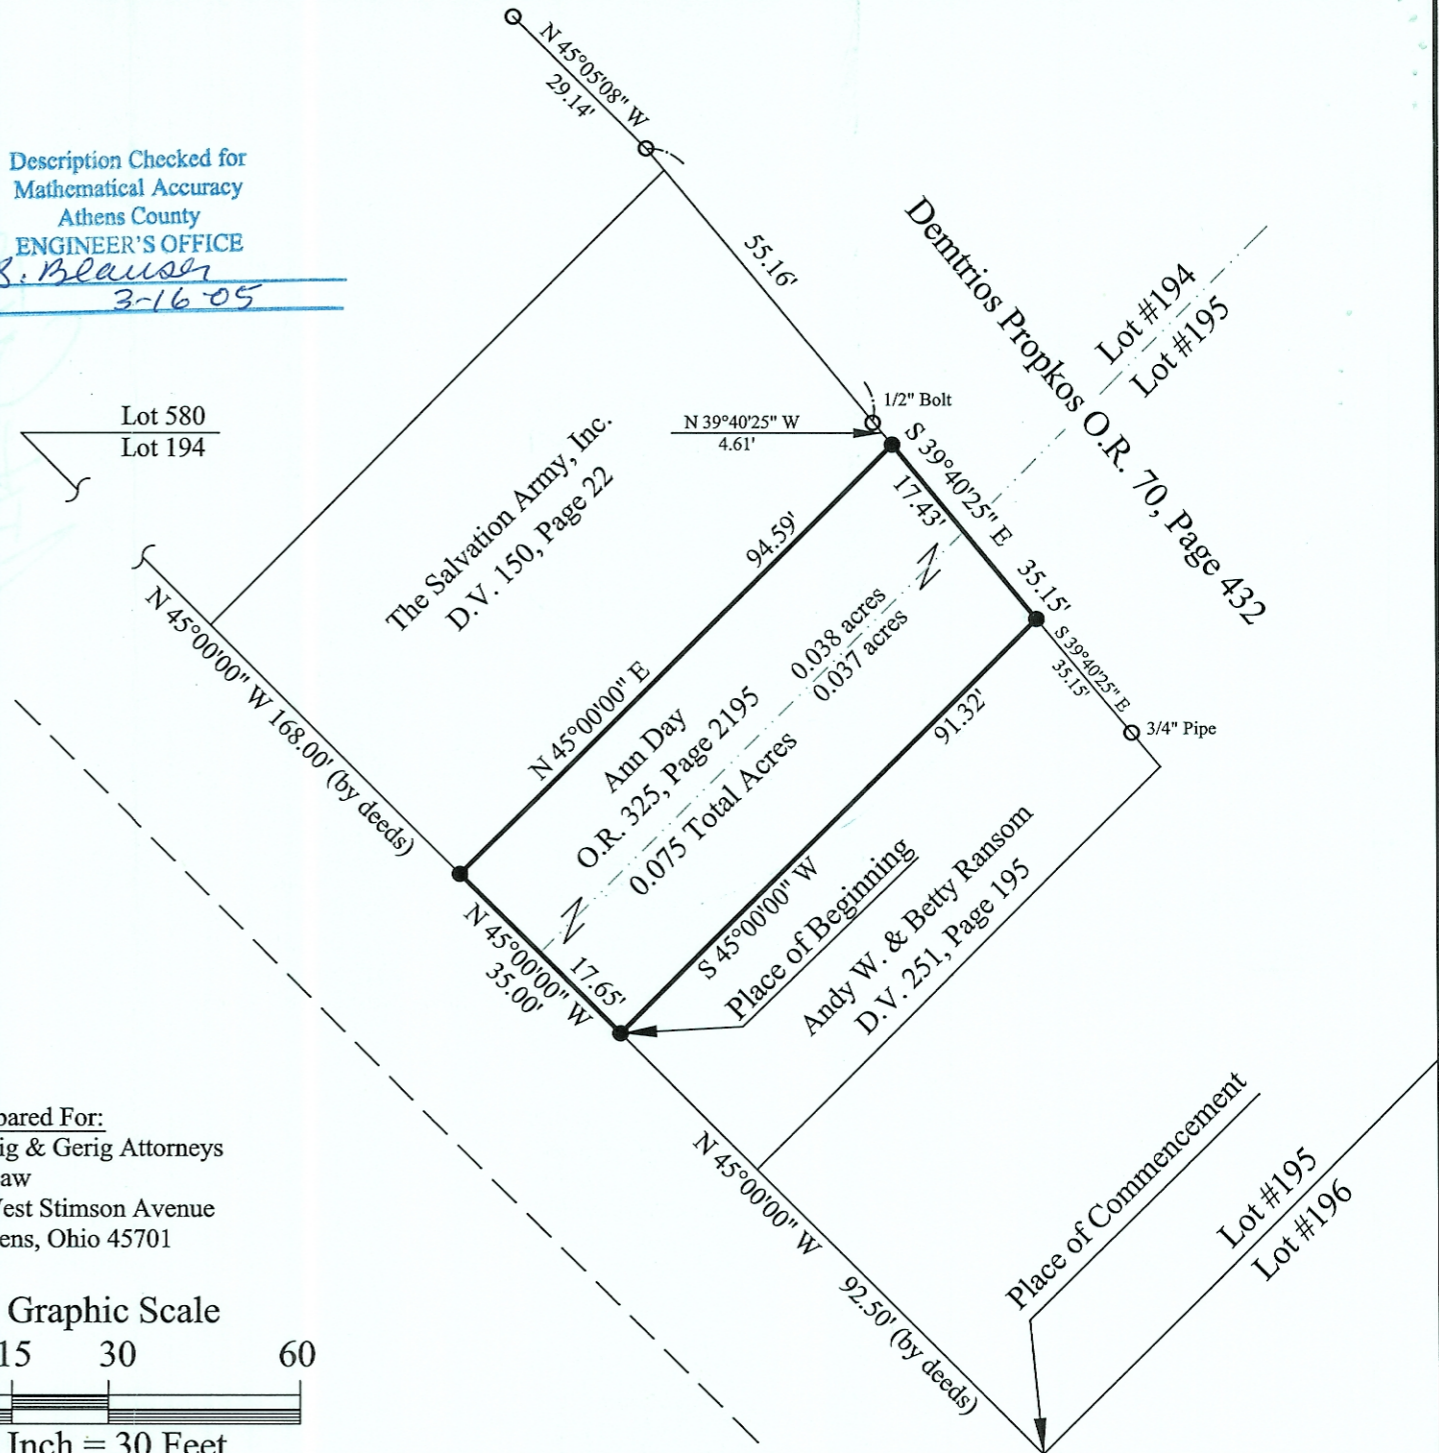 N 45°05'08" W
29.14'
Description Checked for
Mathematical Accuracy
Athens County
ENGINEER'S OFFICE
B. Beauser
3-16-05
55.16'
Demtrios Propkos O.R. 70, Page 432
Lot #194
Lot #195
1/2" Bolt
N 39°40'25" W
4.61'
Lot 580
Lot 194
S 39°40'25" E
17.43'
35.15'
The Salvation Army, Inc.
D.V. 150, Page 22
94.59'
N 45°00'00" E
N 45°00'00" W 168.00' (by deeds)
0.038 acres
0.037 acres
S 39°40'25" E
35.15'
3/4" Pipe
Ann Day
O.R. 325, Page 2195
0.075 Total Acres
91.32'
S 45°00'00" W
N 45°00'00" W
17.65'
35.00'
Place of Beginning
Andy W. & Betty Ransom
D.V. 251, Page 195
N 45°00'00" W
92.50' (by deeds)
Place of Commencement
Lot #195
Lot #196
pared For:
ig & Gerig Attorneys
aw
est Stimson Avenue
ens, Ohio 45701
Graphic Scale
15 30 60
Inch = 30 Feet